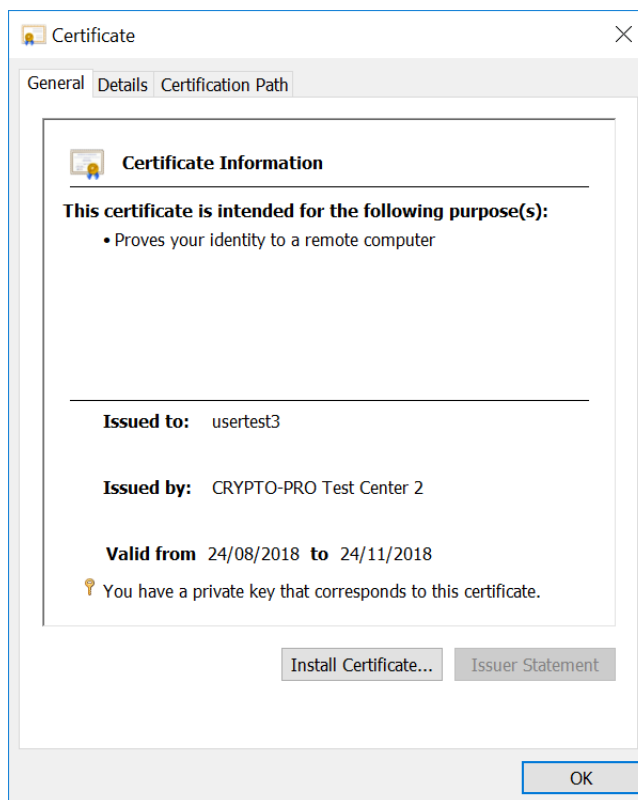 Certificate
General Details Certification Path
Certificate Information
This certificate is intended for the following purpose(s):
• Proves your identity to a remote computer
Issued to: usertest3
Issued by: CRYPTO-PRO Test Center 2
Valid from 24/08/2018 to 24/11/2018
You have a private key that corresponds to this certificate.
Install Certificate... Issuer Statement
OK